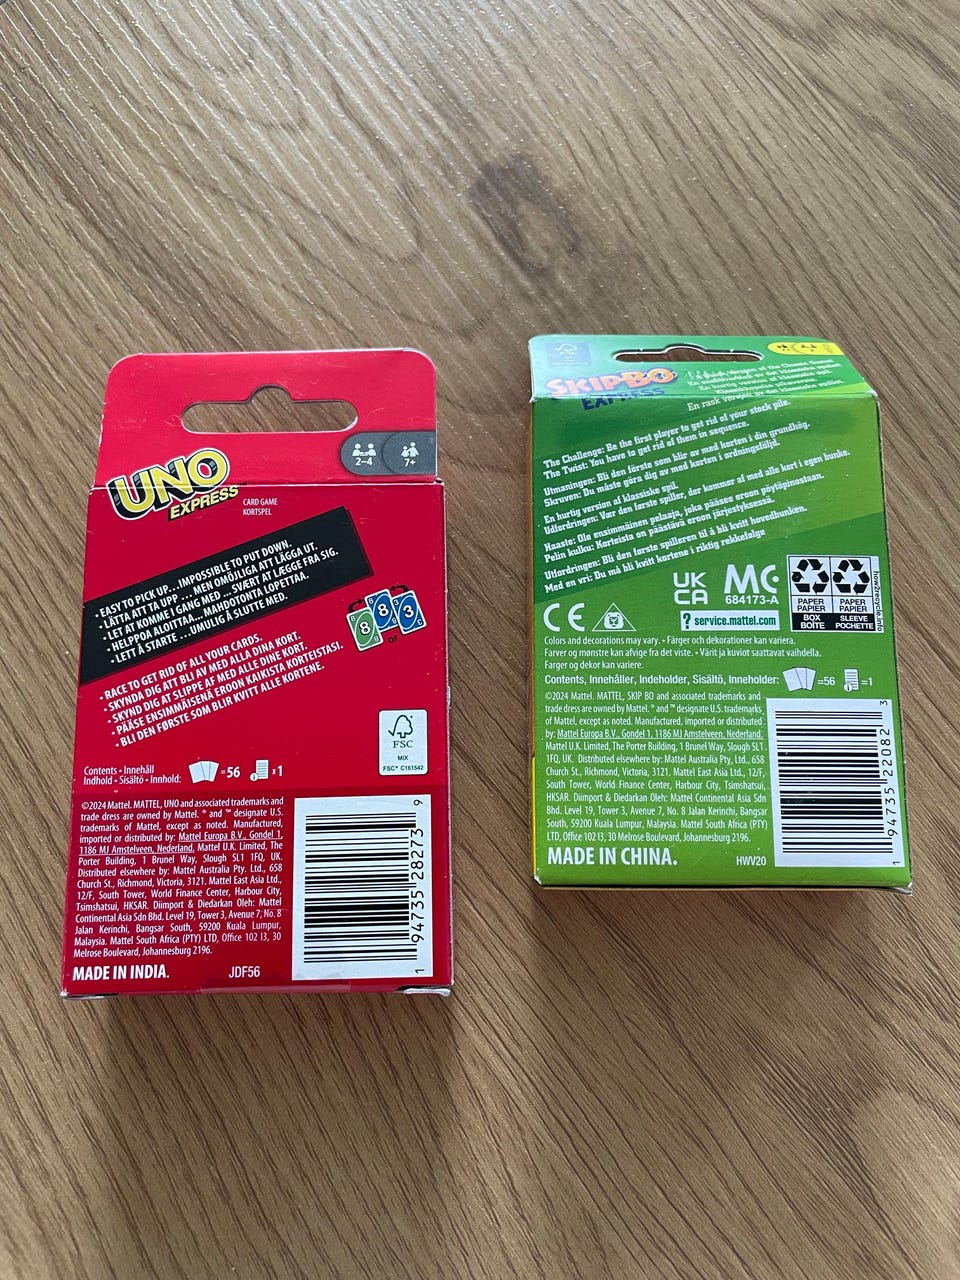 2-4
7+
UNO
EXPRESS™
CARD GAME
KORTSPEL
• EASY TO PICK UP... IMPOSSIBLE TO PUT DOWN.
• LÄTTA ATT TA UPP ... MEN OMÖJLIGA ATT LÄGGA UT.
• LET AT KOMME I GANG MED ... SVÆRT AT LÆGGE FRA SIG.
• HELPPOA ALOITTAA... MAHDOTONTA LOPETTAA.
• LETT Å STARTE ... UMULIG Å SLUTTE MED.
8
8
3
or
• RACE TO GET RID OF ALL YOUR CARDS.
• SKYNDA DIG ATT BLI AV MED ALLA DINA KORT.
• SKYND DIG AT SLIPPE AF MED ALLE DINE KORT.
• PÄÄSE ENSIMMÄISENÄ EROON KAIKISTA KORTEISTASI.
• BLI DEN FØRSTE SOM BLIR KVITT ALLE KORTENE.
FSC
MIX
FSC® C161542
Contents • Innehåll
Indhold • Sisältö • Innhold:
=56
x1
©2024 Mattel. MATTEL, UNO and associated trademarks and
trade dress are owned by Mattel. ® and ™ designate U.S.
trademarks of Mattel, except as noted. Manufactured,
imported or distributed by: Mattel Europa B.V., Gondel 1,
1186 MJ Amstelveen, Nederland. Mattel U.K. Limited, The
Porter Building, 1 Brunel Way, Slough SL1 1FQ, UK.
Distributed elsewhere by: Mattel Australia Pty. Ltd., 658
Church St., Richmond, Victoria, 3121. Mattel East Asia Ltd.,
12/F, South Tower, World Finance Center, Harbour City,
Tsimshatsui, HKSAR. Diimport & Diedarkan Oleh: Mattel
Continental Asia Sdn Bhd. Level 19, Tower 3, Avenue 7, No. 8
Jalan Kerinchi, Bangsar South, 59200 Kuala Lumpur,
Malaysia. Mattel South Africa (PTY) LTD, Office 102 I3, 30
Melrose Boulevard, Johannesburg 2196.
MADE IN INDIA.
JDF56
1 94735 28273 9
SKIP-BO
EXPRESS
of the Classic Game!
En snabbversion av det klassiska spelet
En hurtig version af klassiske spil.
En rask versjon av det klassiske spillet.
The Challenge: Be the first player to get rid of your stock pile.
The Twist: You have to get rid of them in sequence.
Utmaningen: Bli den förste som blir av med korten i din grundhög.
Skruven: Du måste göra dig av med korten i ordningsföljd.
En hurtig version af klassiske spil.
Udfordringen: Vær den første spiller, der kommer af med alle kort i egen bunke.
Haaste: Ole ensimmäinen pelaaja, joka pääsee eroon pöytäpinostaan.
Pelin kulku: Korteista on päästävä eroon järjestyksessä.
Utfordringen: Bli den første spilleren til å bli kvitt hovedbunken.
Med en vri: Du må bli kvitt kortene i riktig rekkefølge
CE
UK
CA
MC
684173-A
? service.mattel.com
PAPER
PAPIER
BOX
BOÎTE
PAPER
PAPIER
SLEEVE
POCHETTE
how2recycle.info
Colors and decorations may vary. • Färger och dekorationer kan variera.
Farver og mønstre kan afvige fra det viste. • Värit ja kuviot saattavat vaihdella.
Farger og dekor kan variere.
Contents, Innehåller, Indeholder, Sisältö, Inneholder:
=56
=1
©2024 Mattel. MATTEL, SKIP BO and associated trademarks and
trade dress are owned by Mattel. ® and ™ designate U.S. trademarks
of Mattel, except as noted. Manufactured, imported or distributed
by: Mattel Europa B.V., Gondel 1, 1186 MJ Amstelveen, Nederland.
Mattel U.K. Limited, The Porter Building, 1 Brunel Way, Slough SL1
1FQ, UK. Distributed elsewhere by: Mattel Australia Pty. Ltd., 658
Church St., Richmond, Victoria, 3121. Mattel East Asia Ltd., 12/F,
South Tower, World Finance Center, Harbour City, Tsimshatsui,
HKSAR. Diimport & Diedarkan Oleh: Mattel Continental Asia Sdn
Bhd. Level 19, Tower 3, Avenue 7, No. 8 Jalan Kerinchi, Bangsar
South, 59200 Kuala Lumpur, Malaysia. Mattel South Africa (PTY)
LTD, Office 102 I3, 30 Melrose Boulevard, Johannesburg 2196.
MADE IN CHINA.
HWV20
1 94735 22082 3